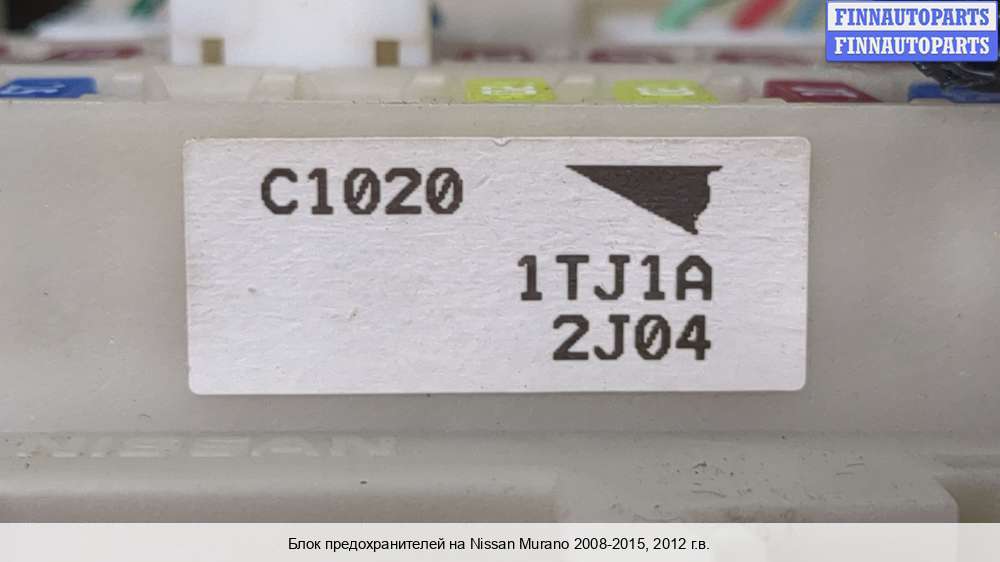 FINNAUTOPARTS
FINNAUTOPARTS
C1020
1TJ1A
2J04
NISSAN
Блок предохранителей на Nissan Murano 2008-2015, 2012 г.в.